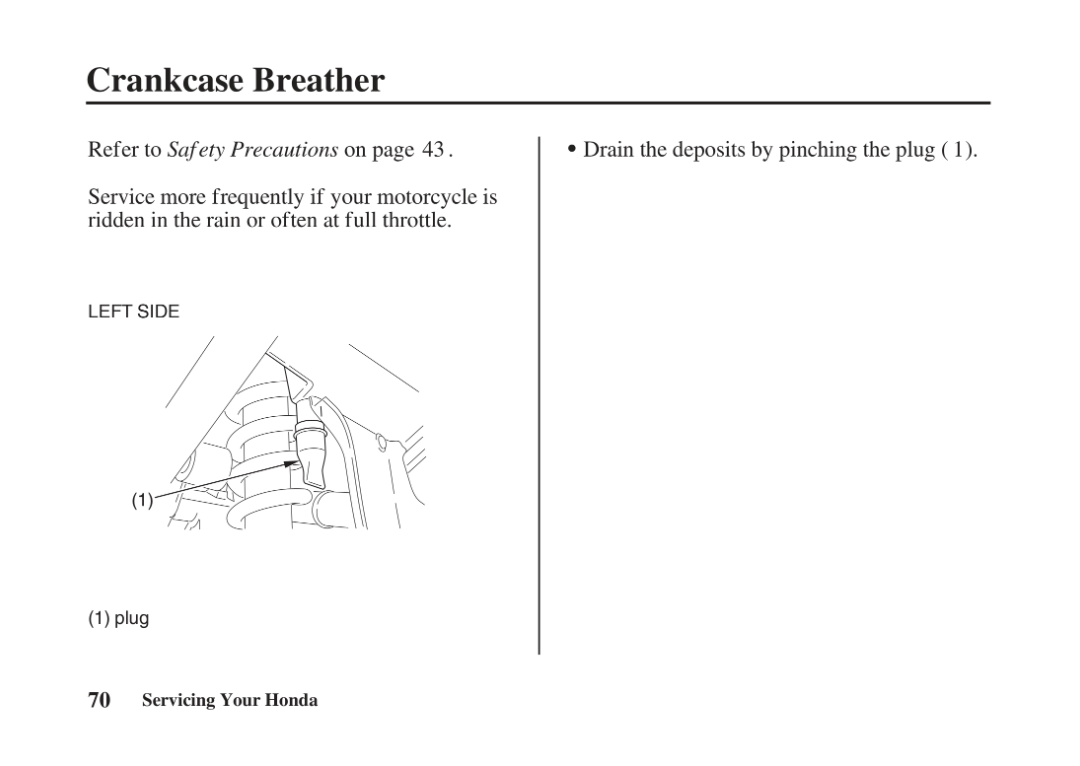 Crankcase Breather
Refer to Safety Precautions on page 43 .
Service more frequently if your motorcycle is
ridden in the rain or often at full throttle.
LEFT SIDE
(1)
(1) plug
• Drain the deposits by pinching the plug ( 1).
70 Servicing Your Honda